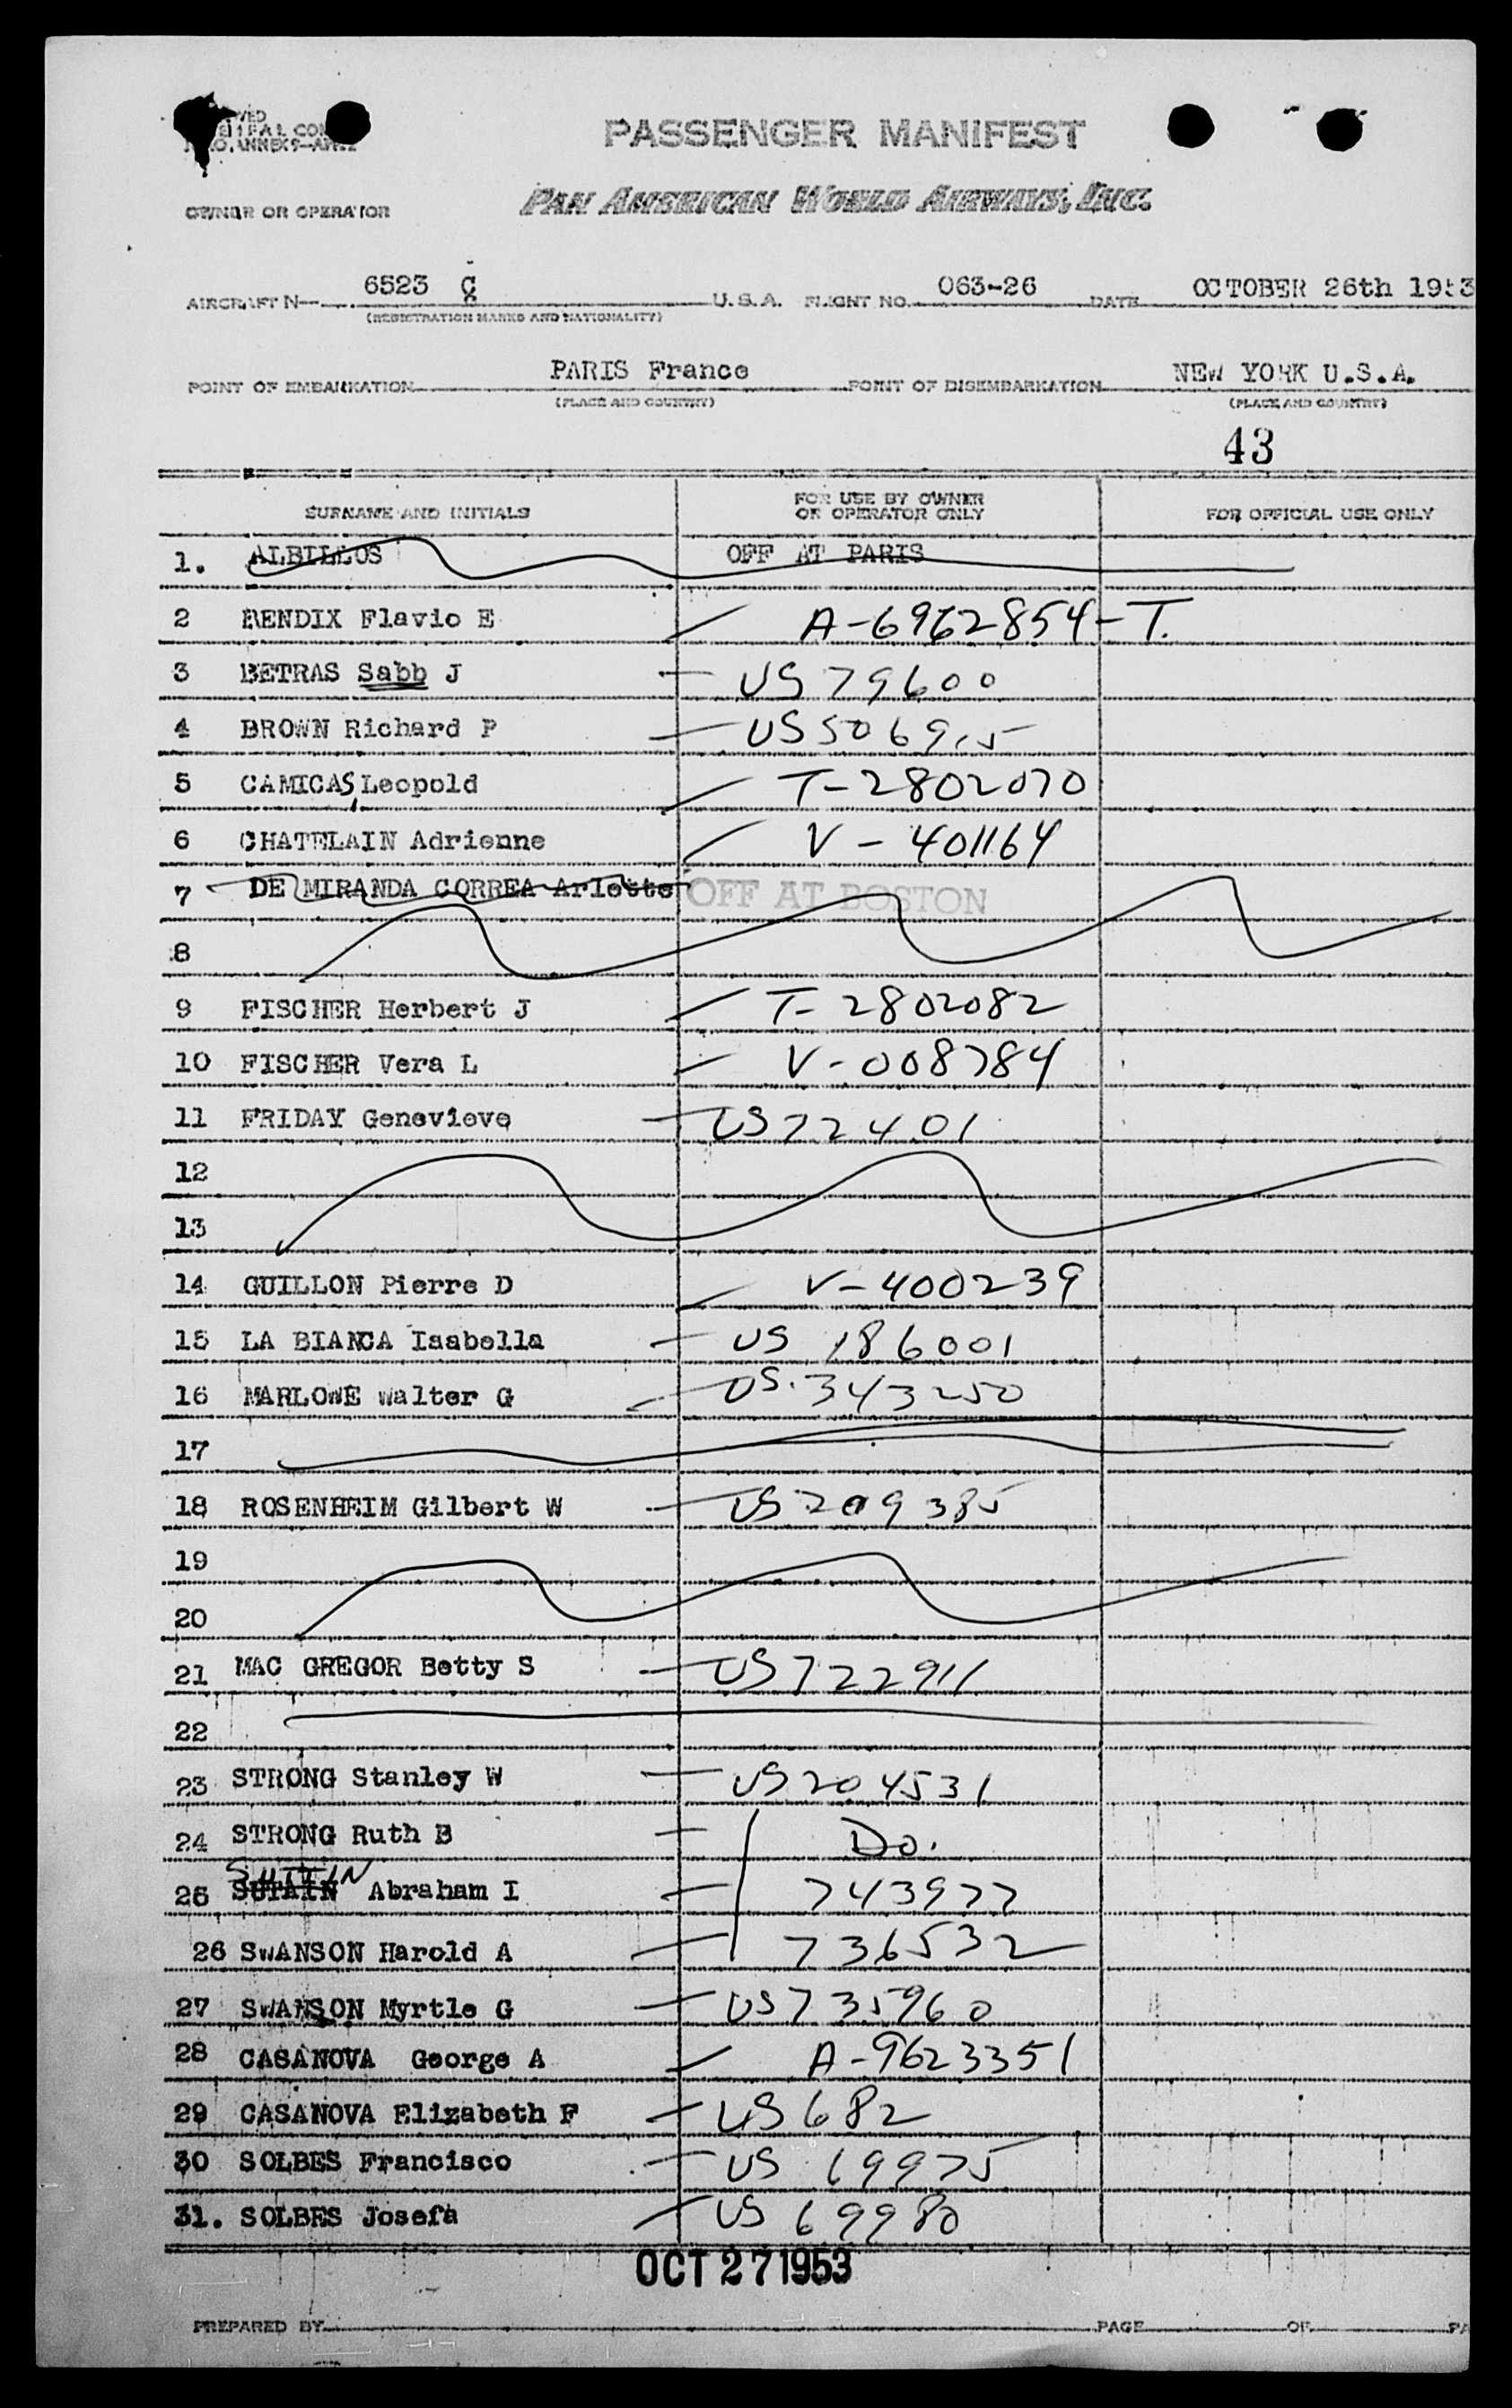 PASSENGER MANIFEST
OWNER OR OPERATOR PAN AMERICAN WORLD AIRWAYS, INC.
AIRCRAFT N— 6523 C U.S.A. FLIGHT NO. 063-26 DATE OCTOBER 26th 1953
(REGISTRATION MARKS AND NATIONALITY)
POINT OF EMBARKATION PARIS France POINT OF DISEMBARKATION NEW YORK U.S.A.
(PLACE AND COUNTRY) (PLACE AND COUNTRY)
43
SURNAME AND INITIALS FOR USE BY OWNER OR OPERATOR ONLY FOR OFFICIAL USE ONLY
1. ALBILLOS OFF AT PARIS
2 BENDIX Flavio E A-6962854-T.
3 BETRAS Sabb J US 79600
4 BROWN Richard P US 506915
5 CAMICAS, Leopold T-2802070
6 CHATELAIN Adrienne V-401164
7 DE MIRANDA CORREA Arlette OFF AT BOSTON
8
9 FISCHER Herbert J T-2802082
10 FISCHER Vera L V-008784
11 FRIDAY Genevieve US 72401
12
13
14 GUILLON Pierre D V-400239
15 LA BIANCA Isabella US 186001
16 MARLOWE Walter G US. 343250
17
18 ROSENHEIM Gilbert W US 209385
19
20
21 MAC GREGOR Betty S US 722911
22
23 STRONG Stanley W US 204531
24 STRONG Ruth B Do.
SUTTIN
25 SUTAIN Abraham I 743977
26 SWANSON Harold A 736532
27 SWANSON Myrtle G US 735960
28 CASANOVA George A A-9623351
29 CASANOVA Elizabeth F US 682
30 SOLBES Francisco US 69975
31. SOLBES Josefa US 69980
OCT 27 1953
PREPARED BY PAGE OF PA